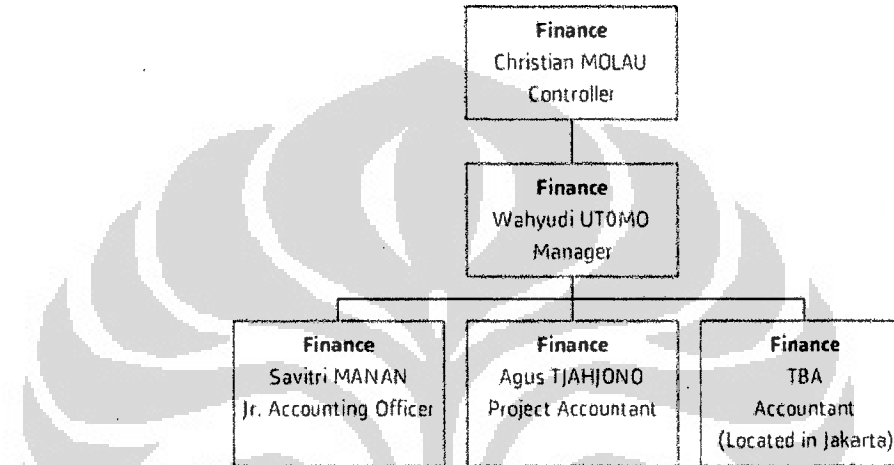 Finance
Christian MOLAU
Controller
Finance
Wahyudi UTOMO
Manager
Finance
Savitri MANAN
Jr. Accounting Officer
Finance
Agus TJAHJONO
Project Accountant
Finance
TBA
Accountant
(Located in Jakarta)